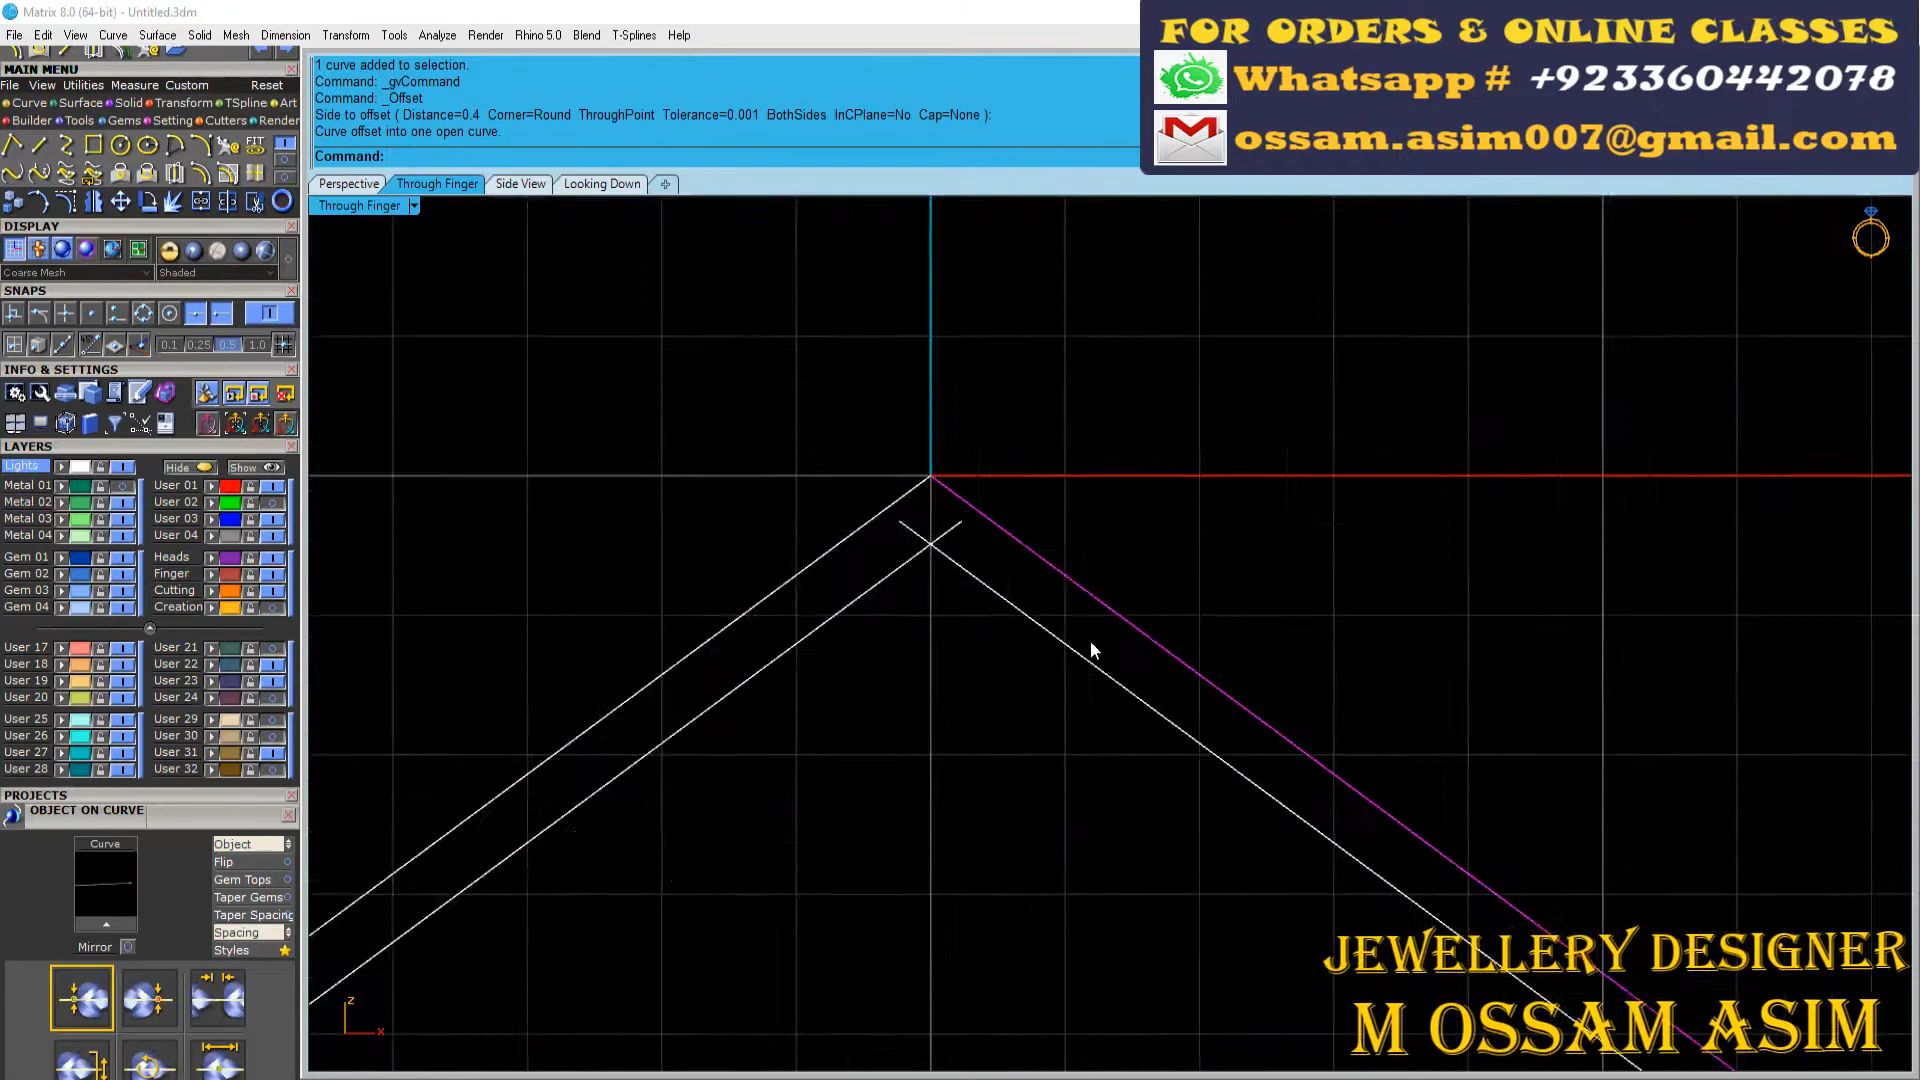 Matrix 8.0 (64-bit) - Untitled.3dm
File Edit View Curve Surface Solid Mesh Dimension Transform Tools Analyze Render Rhino 5.0 Blend T-Splines Help
FOR ORDERS & ONLINE CLASSES
Whatsapp # +923360442078
ossam.asim007@gmail.com
MAIN MENU
File View Utilities Measure Custom Reset
Curve Surface Solid Transform TSpline Art
Builder Tools Gems Setting Cutters Render
FIT
1 curve added to selection.
Command: _gvCommand
Command: _Offset
Side to offset ( Distance=0.4 Corner=Round ThroughPoint Tolerance=0.001 BothSides InCPlane=No Cap=None ):
Curve offset into one open curve.
Command:
Perspective Through Finger Side View Looking Down
Through Finger
DISPLAY
Coarse Mesh Shaded
SNAPS
0.1 0.25 0.5 1.0
INFO & SETTINGS
LAYERS
Lights Hide Show
Metal 01 User 01
Metal 02 User 02
Metal 03 User 03
Metal 04 User 04
Gem 01 Heads
Gem 02 Finger
Gem 03 Cutting
Gem 04 Creation
User 17 User 21
User 18 User 22
User 19 User 23
User 20 User 24
User 25 User 29
User 26 User 30
User 27 User 31
User 28 User 32
PROJECTS
OBJECT ON CURVE
Curve Object
Flip
Gem Tops
Taper Gems
Taper Spacing
Spacing
Mirror Styles
z
x
JEWELLERY DESIGNER
M OSSAM ASIM